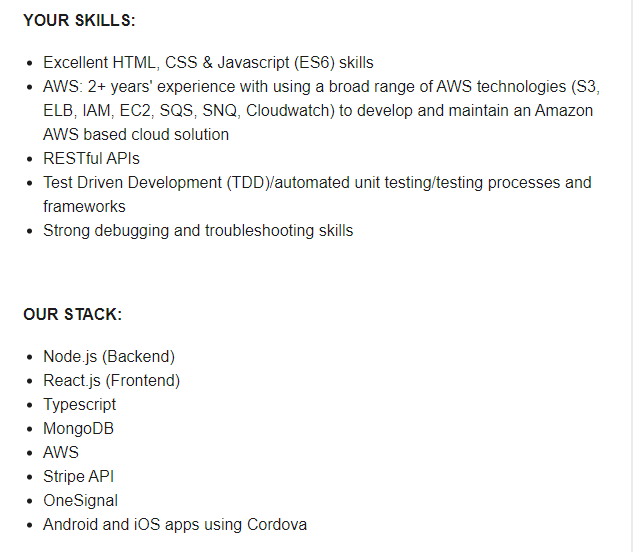 YOUR SKILLS:
• Excellent HTML, CSS & Javascript (ES6) skills
• AWS: 2+ years' experience with using a broad range of AWS technologies (S3,
ELB, IAM, EC2, SQS, SNQ, Cloudwatch) to develop and maintain an Amazon
AWS based cloud solution
• RESTful APIs
• Test Driven Development (TDD)/automated unit testing/testing processes and
frameworks
• Strong debugging and troubleshooting skills
OUR STACK:
• Node.js (Backend)
• React.js (Frontend)
• Typescript
• MongoDB
• AWS
• Stripe API
• OneSignal
• Android and iOS apps using Cordova